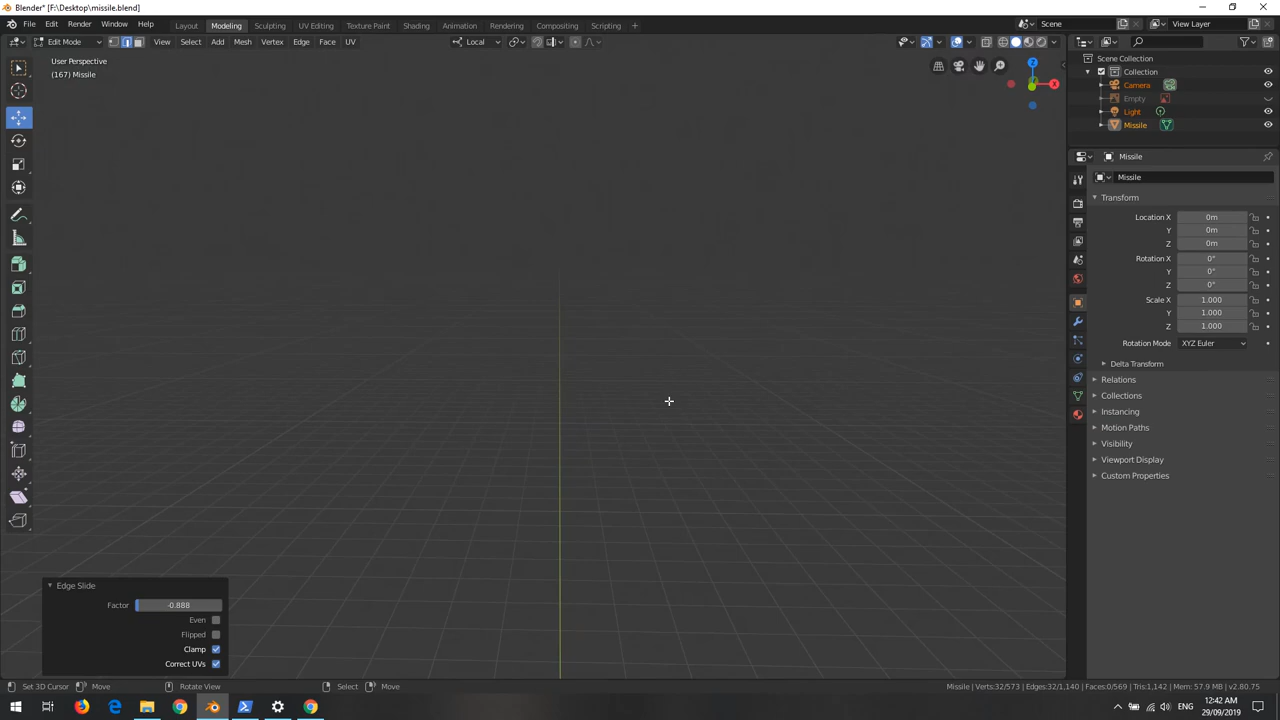 Blender* [F:\Desktop\missile.blend]
File Edit Render Window Help Layout Modeling Sculpting UV Editing Texture Paint Shading Animation Rendering Compositing Scripting + Scene View Layer
Edit Mode View Select Add Mesh Vertex Edge Face UV Local
User Perspective
(167) Missile
Z
X
Scene Collection
Collection
Camera
Empty
Light
Missile
Missile
Missile
Transform
Location X 0m
Y 0m
Z 0m
Rotation X 0°
Y 0°
Z 0°
Scale X 1.000
Y 1.000
Z 1.000
Rotation Mode XYZ Euler
Delta Transform
Relations
Collections
Instancing
Motion Paths
Visibility
Viewport Display
Custom Properties
Edge Slide
Factor -0.888
Even
Flipped
Clamp
Correct UVs
Set 3D Cursor Move Rotate View Select Move Missile | Verts:32/573 | Edges:32/1,140 | Faces:0/569 | Tris:1,142 | Mem: 57.9 MB | v2.80.75
ENG 12:42 AM
29/09/2019